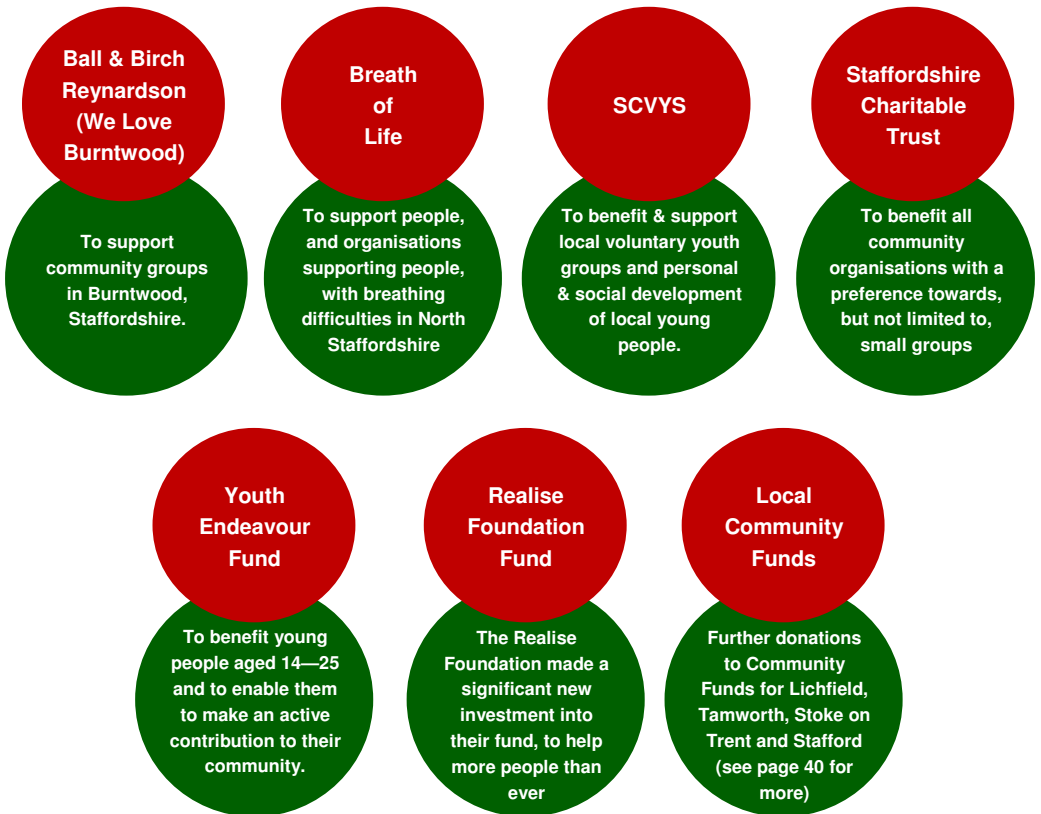 Ball & Birch
Reynardson
(We Love
Burntwood)
To support
community groups
in Burntwood,
Staffordshire.
Breath
of
Life
To support people,
and organisations
supporting people,
with breathing
difficulties in North
Staffordshire
SCVYS
To benefit & support
local voluntary youth
groups and personal
& social development
of local young
people.
Staffordshire
Charitable
Trust
To benefit all
community
organisations with a
preference towards,
but not limited to,
small groups
Youth
Endeavour
Fund
To benefit young
people aged 14—25
and to enable them
to make an active
contribution to their
community.
Realise
Foundation
Fund
The Realise
Foundation made a
significant new
investment into
their fund, to help
more people than
ever
Local
Community
Funds
Further donations
to Community
Funds for Lichfield,
Tamworth, Stoke on
Trent and Stafford
(see page 40 for
more)